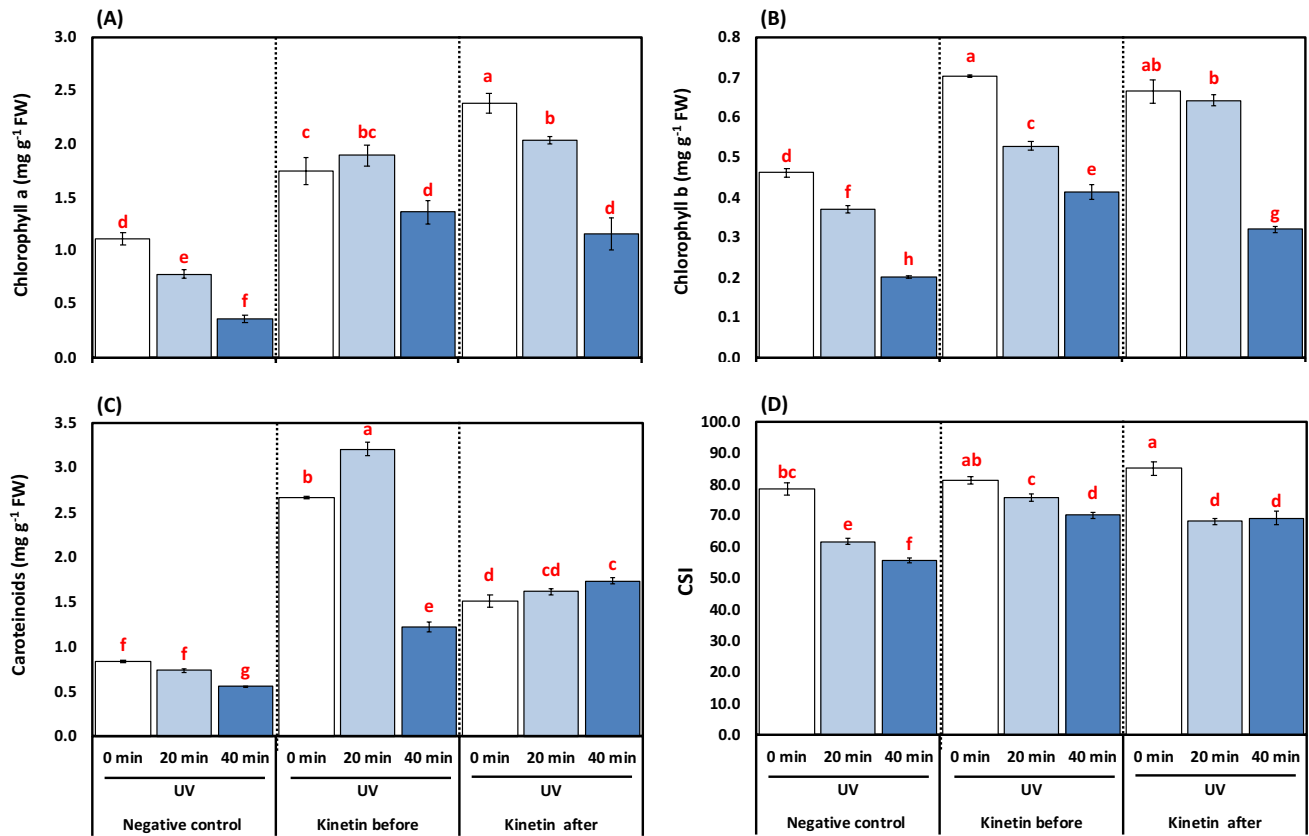 (A)
Chlorophyll a (mg g⁻¹ FW)
3.0
2.5
2.0
1.5
1.0
0.5
0.0
d
e
f
c
bc
d
a
b
d
(B)
Chlorophyll b (mg g⁻¹ FW)
0.8
0.7
0.6
0.5
0.4
0.3
0.2
0.1
0.0
d
f
h
a
c
e
ab
b
g
(C)
Caroteinoids (mg g⁻¹ FW)
3.5
3.0
2.5
2.0
1.5
1.0
0.5
0.0
f
f
g
b
a
e
d
cd
c
0 min 20 min 40 min 0 min 20 min 40 min 0 min 20 min 40 min
UV UV UV
Negative control Kinetin before Kinetin after
(D)
CSI
100.0
90.0
80.0
70.0
60.0
50.0
40.0
30.0
20.0
10.0
0.0
bc
e
f
ab
c
d
a
d
d
0 min 20 min 40 min 0 min 20 min 40 min 0 min 20 min 40 min
UV UV UV
Negative control Kinetin before Kinetin after